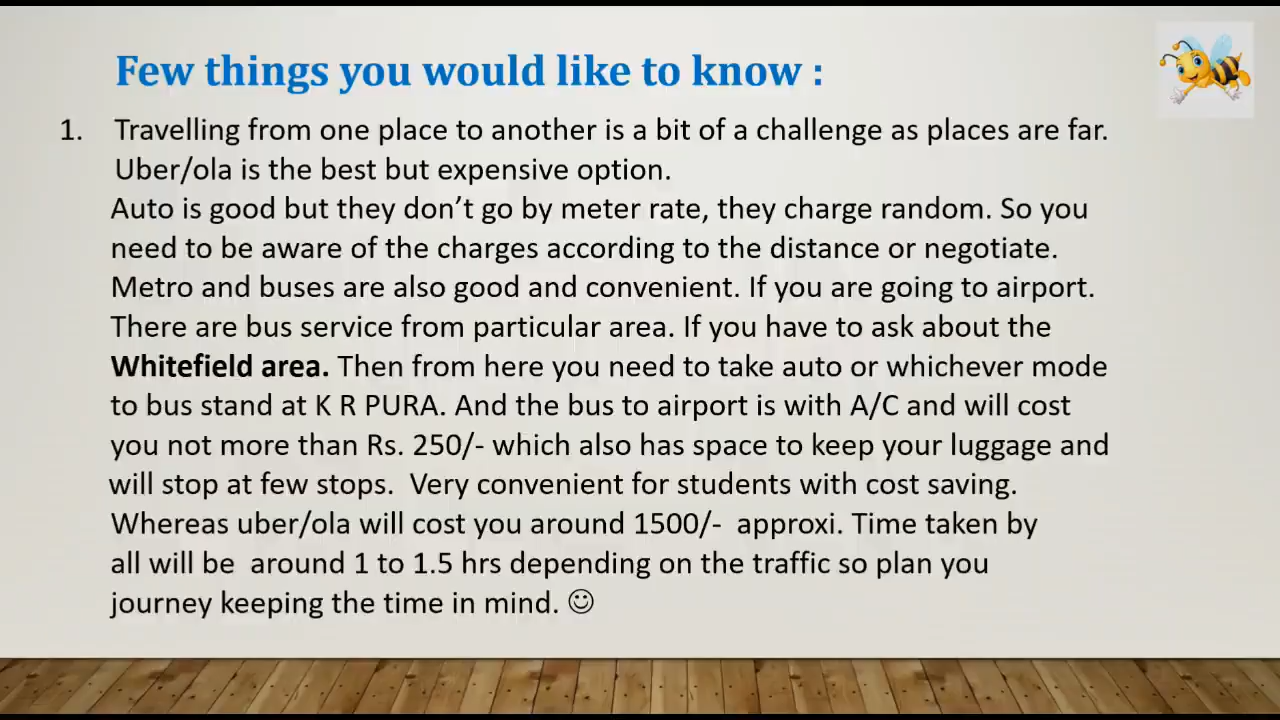 Few things you would like to know :
1. Travelling from one place to another is a bit of a challenge as places are far.
Uber/ola is the best but expensive option.
Auto is good but they don’t go by meter rate, they charge random. So you
need to be aware of the charges according to the distance or negotiate.
Metro and buses are also good and convenient. If you are going to airport.
There are bus service from particular area. If you have to ask about the
Whitefield area. Then from here you need to take auto or whichever mode
to bus stand at K R PURA. And the bus to airport is with A/C and will cost
you not more than Rs. 250/- which also has space to keep your luggage and
will stop at few stops.  Very convenient for students with cost saving.
Whereas uber/ola will cost you around 1500/-  approxi. Time taken by
all will be  around 1 to 1.5 hrs depending on the traffic so plan you
journey keeping the time in mind. ☺